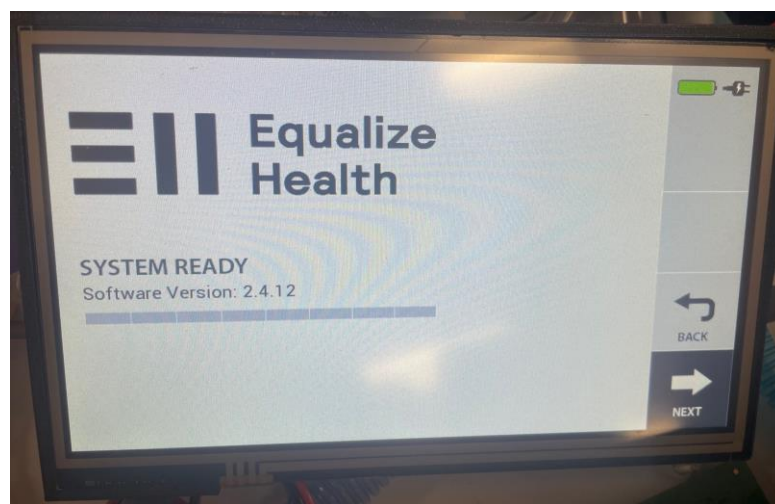 Equalize
Health
SYSTEM READY
Software Version: 2.4.12
BACK
NEXT